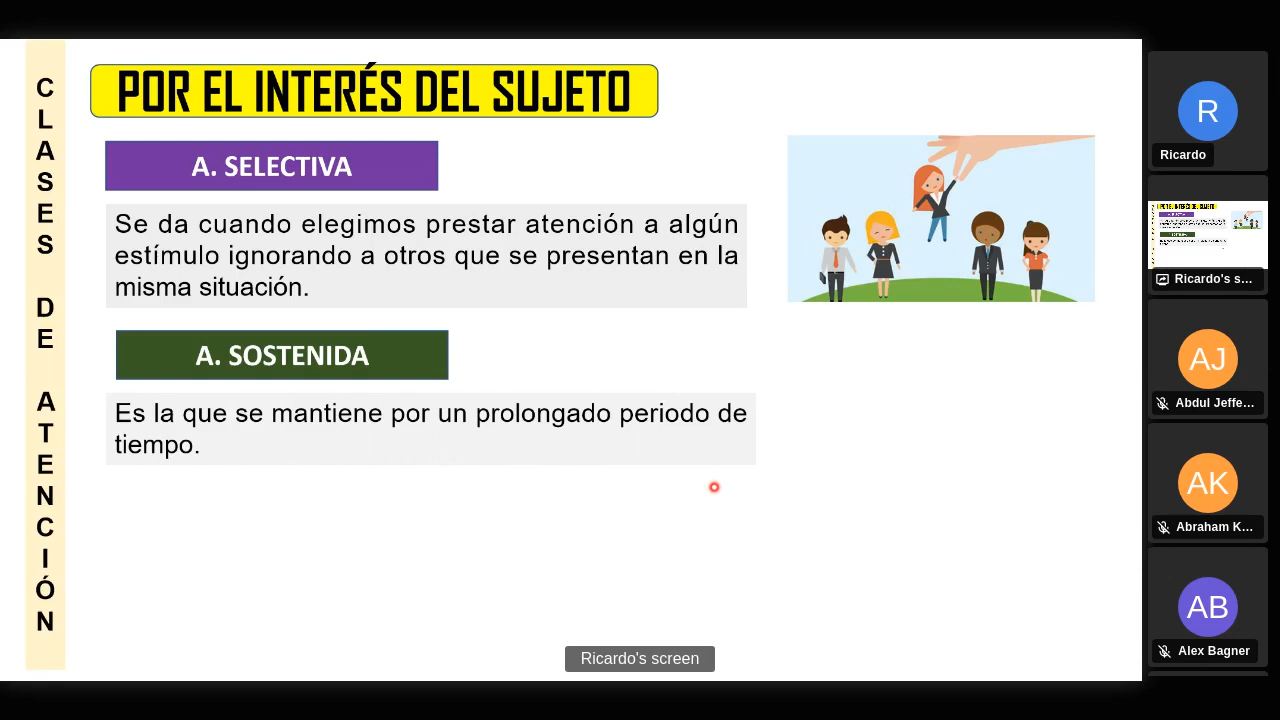 CLASES DE ATENCIÓN
POR EL INTERÉS DEL SUJETO
A. SELECTIVA
Se da cuando elegimos prestar atención a algún
estímulo ignorando a otros que se presentan en la
misma situación.
A. SOSTENIDA
Es la que se mantiene por un prolongado periodo de
tiempo.
Ricardo's screen
R
Ricardo
Ricardo's s...
AJ
Abdul Jeffe...
AK
Abraham K...
AB
Alex Bagner